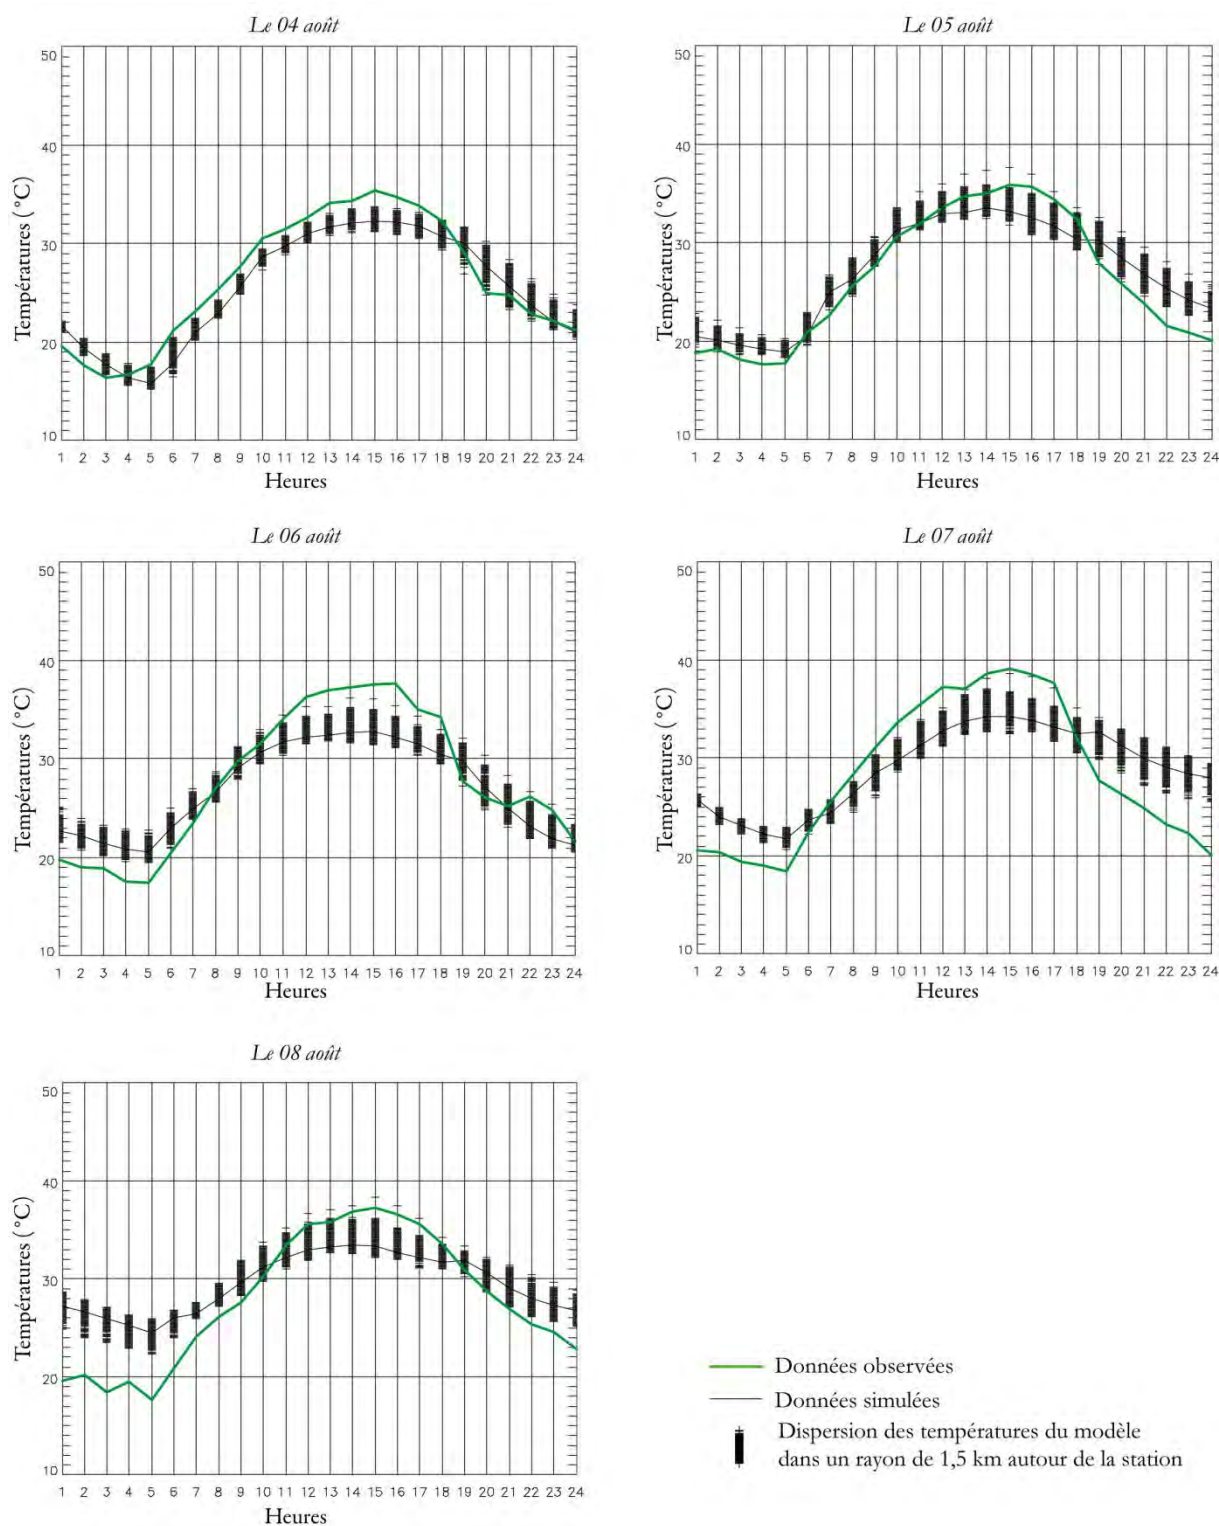 Le 04 août
Températures (°C)
50
40
30
20
10
1 2 3 4 5 6 7 8 9 10 11 12 13 14 15 16 17 18 19 20 21 22 23 24
Heures
Le 05 août
Températures (°C)
50
40
30
20
10
1 2 3 4 5 6 7 8 9 10 11 12 13 14 15 16 17 18 19 20 21 22 23 24
Heures
Le 06 août
Températures (°C)
50
40
30
20
10
1 2 3 4 5 6 7 8 9 10 11 12 13 14 15 16 17 18 19 20 21 22 23 24
Heures
Le 07 août
Températures (°C)
50
40
30
20
10
1 2 3 4 5 6 7 8 9 10 11 12 13 14 15 16 17 18 19 20 21 22 23 24
Heures
Le 08 août
Températures (°C)
50
40
30
20
10
1 2 3 4 5 6 7 8 9 10 11 12 13 14 15 16 17 18 19 20 21 22 23 24
Heures
Données observées
Données simulées
Dispersion des températures du modèle
dans un rayon de 1,5 km autour de la station